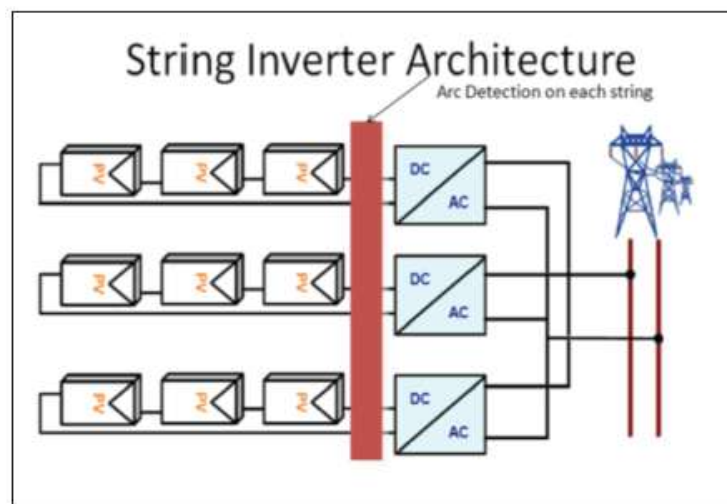 String Inverter Architecture
Arc Detection on each string
PV PV PV DC
AC
PV PV PV DC
AC
PV PV PV DC
AC